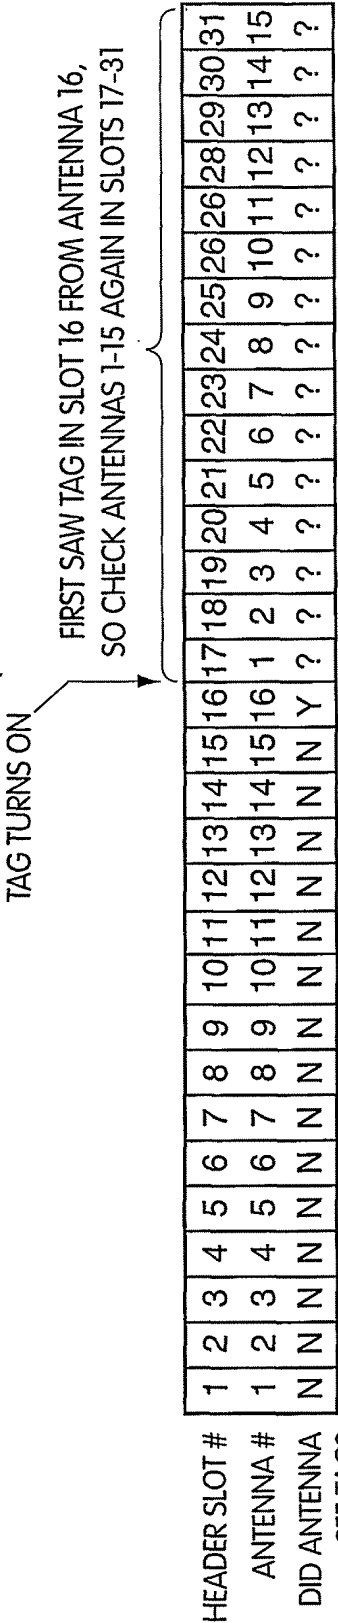 TAG TURNS ON
FIRST SAW TAG IN SLOT 16 FROM ANTENNA 16,
SO CHECK ANTENNAS 1-15 AGAIN IN SLOTS 17-31
HEADER SLOT # 1 2 3 4 5 6 7 8 9 10 11 12 13 14 15 16 17 18 19 20 21 22 23 24 25 26 26 28 29 30 31
ANTENNA # 1 2 3 4 5 6 7 8 9 10 11 12 13 14 15 16 1 2 3 4 5 6 7 8 9 10 11 12 13 14 15
DID ANTENNA N N N N N N N N N N N N N N N Y ? ? ? ? ? ? ? ? ? ? ? ? ? ? ?